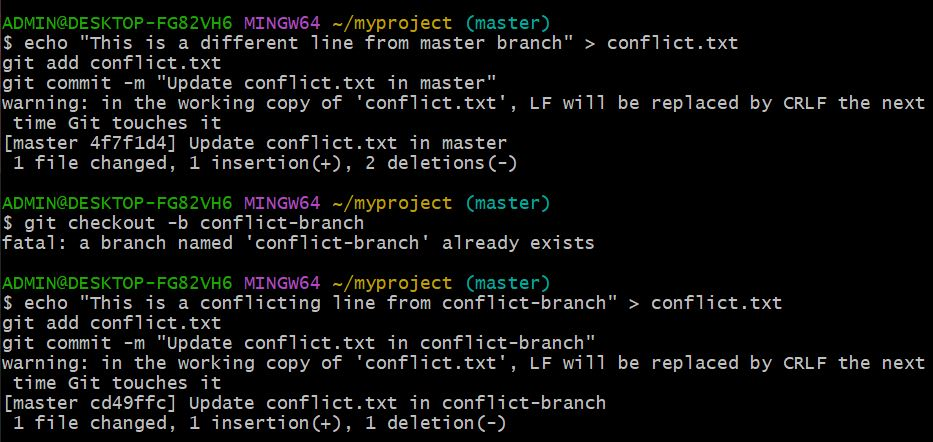 ADMIN@DESKTOP-FG82VH6 MINGW64 ~/myproject (master)
$ echo "This is a different line from master branch" > conflict.txt
git add conflict.txt
git commit -m "Update conflict.txt in master"
warning: in the working copy of 'conflict.txt', LF will be replaced by CRLF the next
 time Git touches it
[master 4f7f1d4] Update conflict.txt in master
 1 file changed, 1 insertion(+), 2 deletions(-)

ADMIN@DESKTOP-FG82VH6 MINGW64 ~/myproject (master)
$ git checkout -b conflict-branch
fatal: a branch named 'conflict-branch' already exists

ADMIN@DESKTOP-FG82VH6 MINGW64 ~/myproject (master)
$ echo "This is a conflicting line from conflict-branch" > conflict.txt
git add conflict.txt
git commit -m "Update conflict.txt in conflict-branch"
warning: in the working copy of 'conflict.txt', LF will be replaced by CRLF the next
 time Git touches it
[master cd49ffc] Update conflict.txt in conflict-branch
 1 file changed, 1 insertion(+), 1 deletion(-)